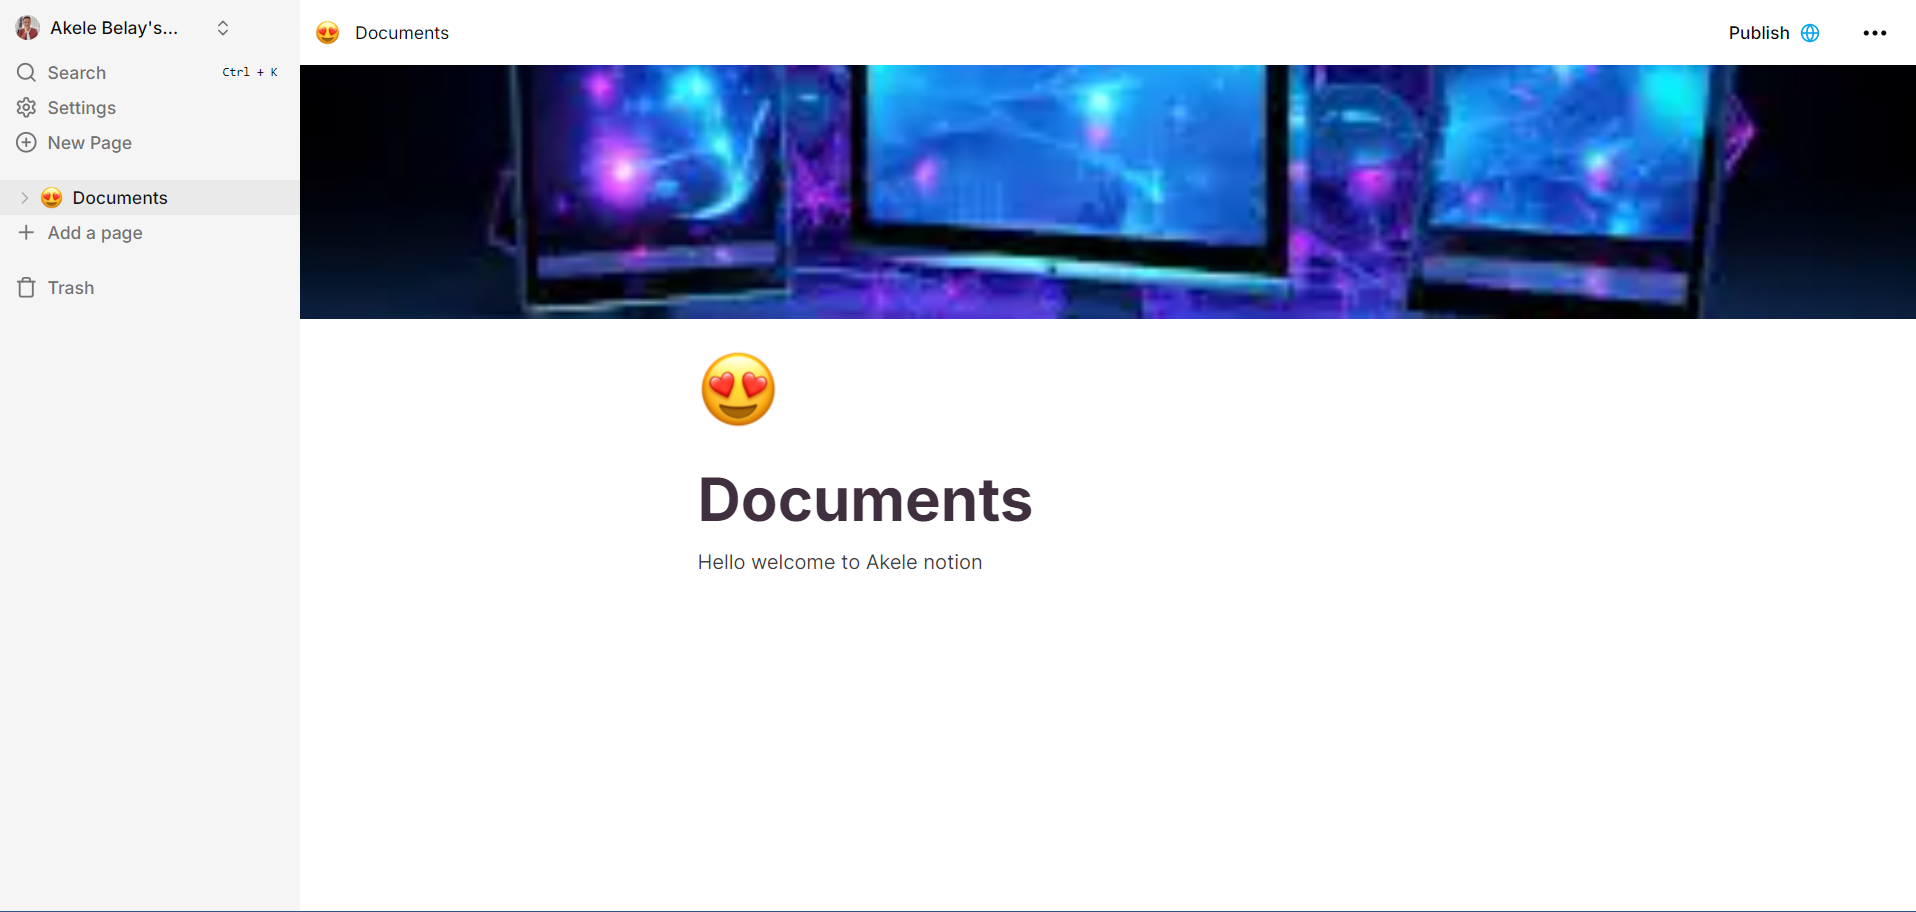 Akele Belay's...
Search Ctrl + K
Settings
New Page
Documents
Add a page
Trash
Documents
Publish
Documents
Hello welcome to Akele notion